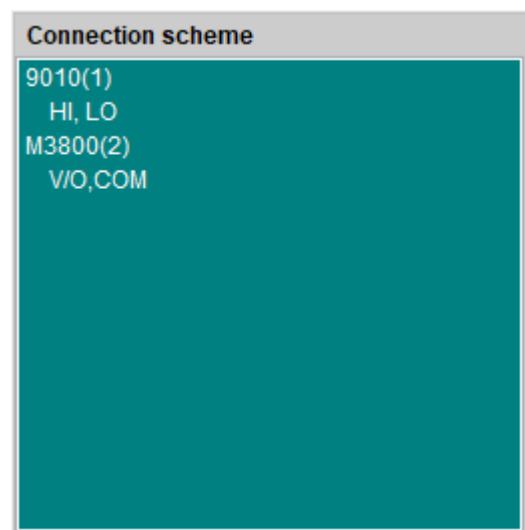 Connection scheme
9010(1)
HI, LO
M3800(2)
V/O,COM